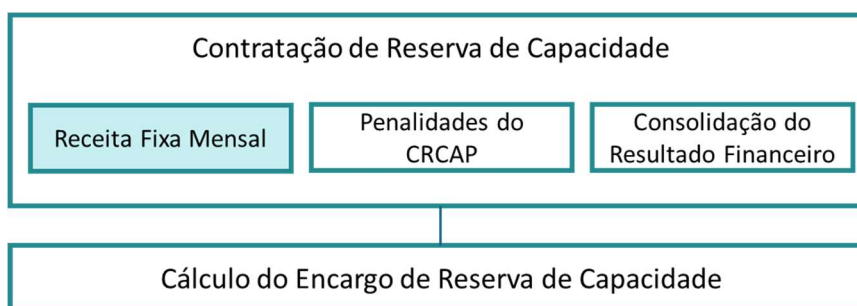 Contratação de Reserva de Capacidade
Receita Fixa Mensal
Penalidades do
CRCAP
Consolidação do
Resultado Financeiro
Cálculo do Encargo de Reserva de Capacidade